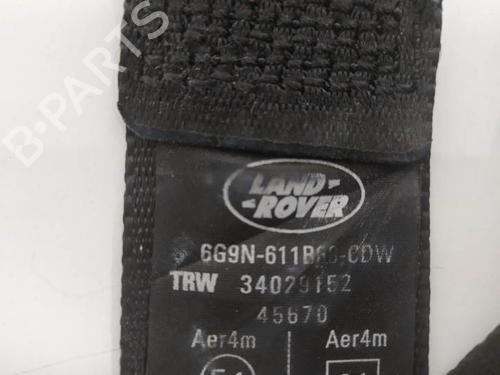 B-PARTS
LAND-
ROVER
TRW 34029152
45670
Aer4m Aer4m